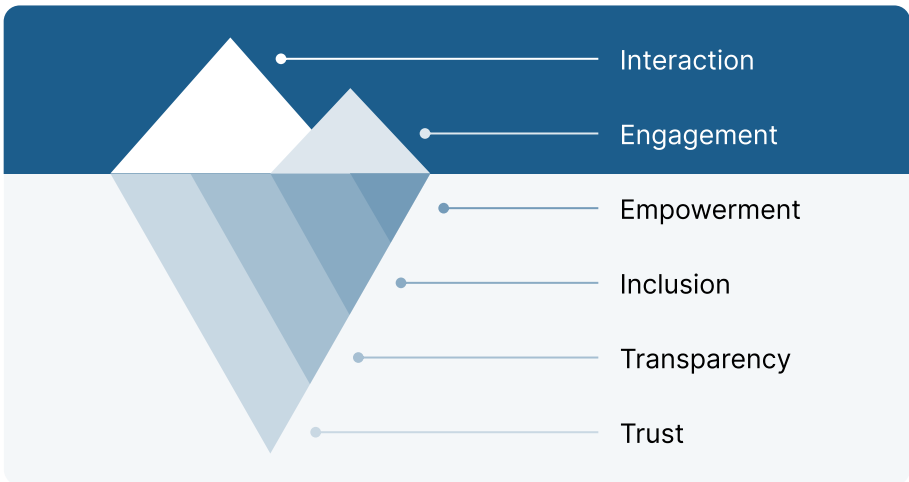 Interaction
Engagement
Empowerment
Inclusion
Transparency
Trust